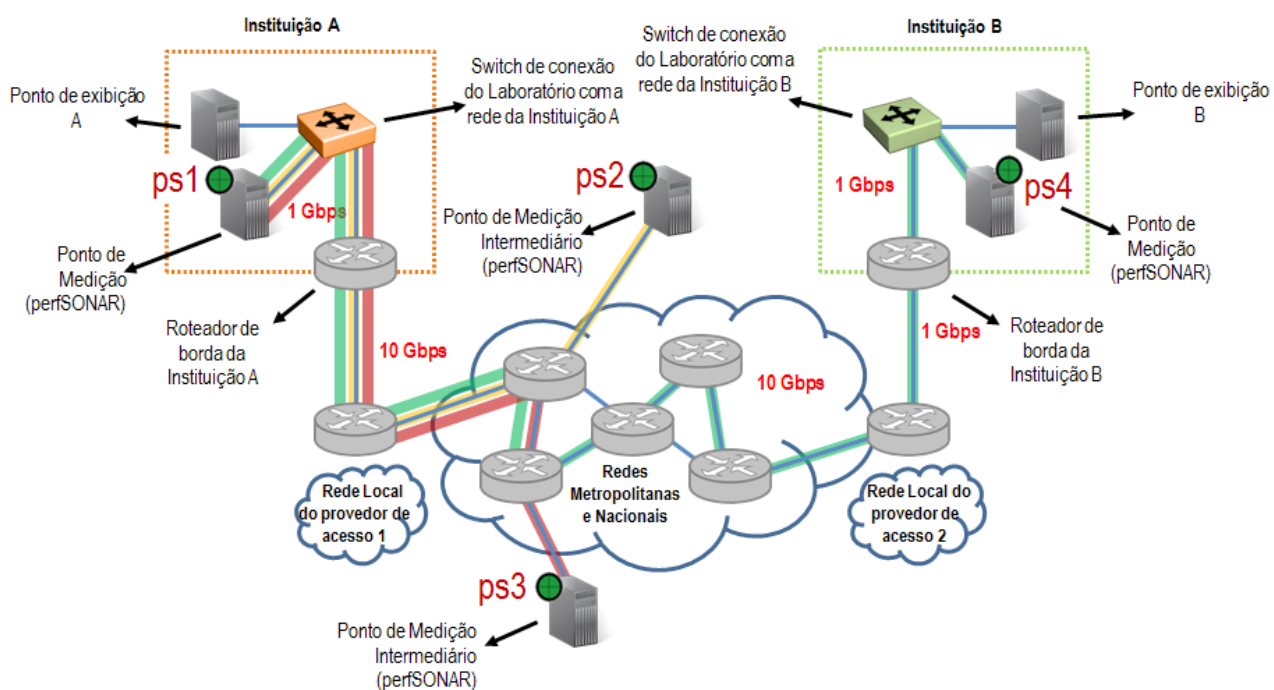 Instituição A
Instituição B
Switch de conexão
do Laboratório com a
rede da Instituição A
Switch de conexão
do Laboratório com a
rede da Instituição B
Ponto de exibição
A
Ponto de exibição
B
ps1
ps2
ps4
1 Gbps
1 Gbps
Ponto de
Medição
(perfSONAR)
Ponto de Medição
Intermediário
(perfSONAR)
Ponto de
Medição
(perfSONAR)
Roteador de
borda da
Instituição A
10 Gbps
1 Gbps
Roteador de
borda da
Instituição B
10 Gbps
Redes
Metropolitanas
e Nacionais
Rede Local
do provedor de
acesso 1
Rede Local do
provedor de
acesso 2
ps3
Ponto de Medição
Intermediário
(perfSONAR)